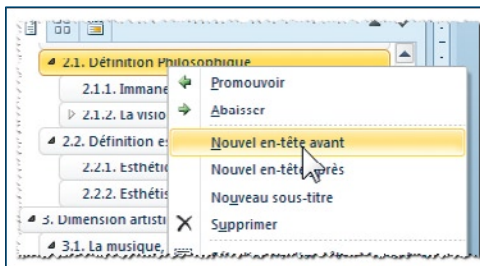 2.1. Définition Philosophique
2.1.1. Immane
Promouvoir
2.1.2. La visio
Abaisser
2.2. Définition es
Nouvel en-tête avant
2.2.1. Esthétic
Nouvel en-tête après
2.2.2. Esthétis
Nouveau sous-titre
3. Dimension artisti
Supprimer
3.1. La musique,